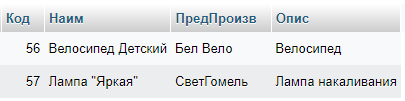 Код Наим ПредПроизв Опис
56 Велосипед Детский Бел Вело Велосипед
57 Лампа "Яркая" СветГомель Лампа накаливания